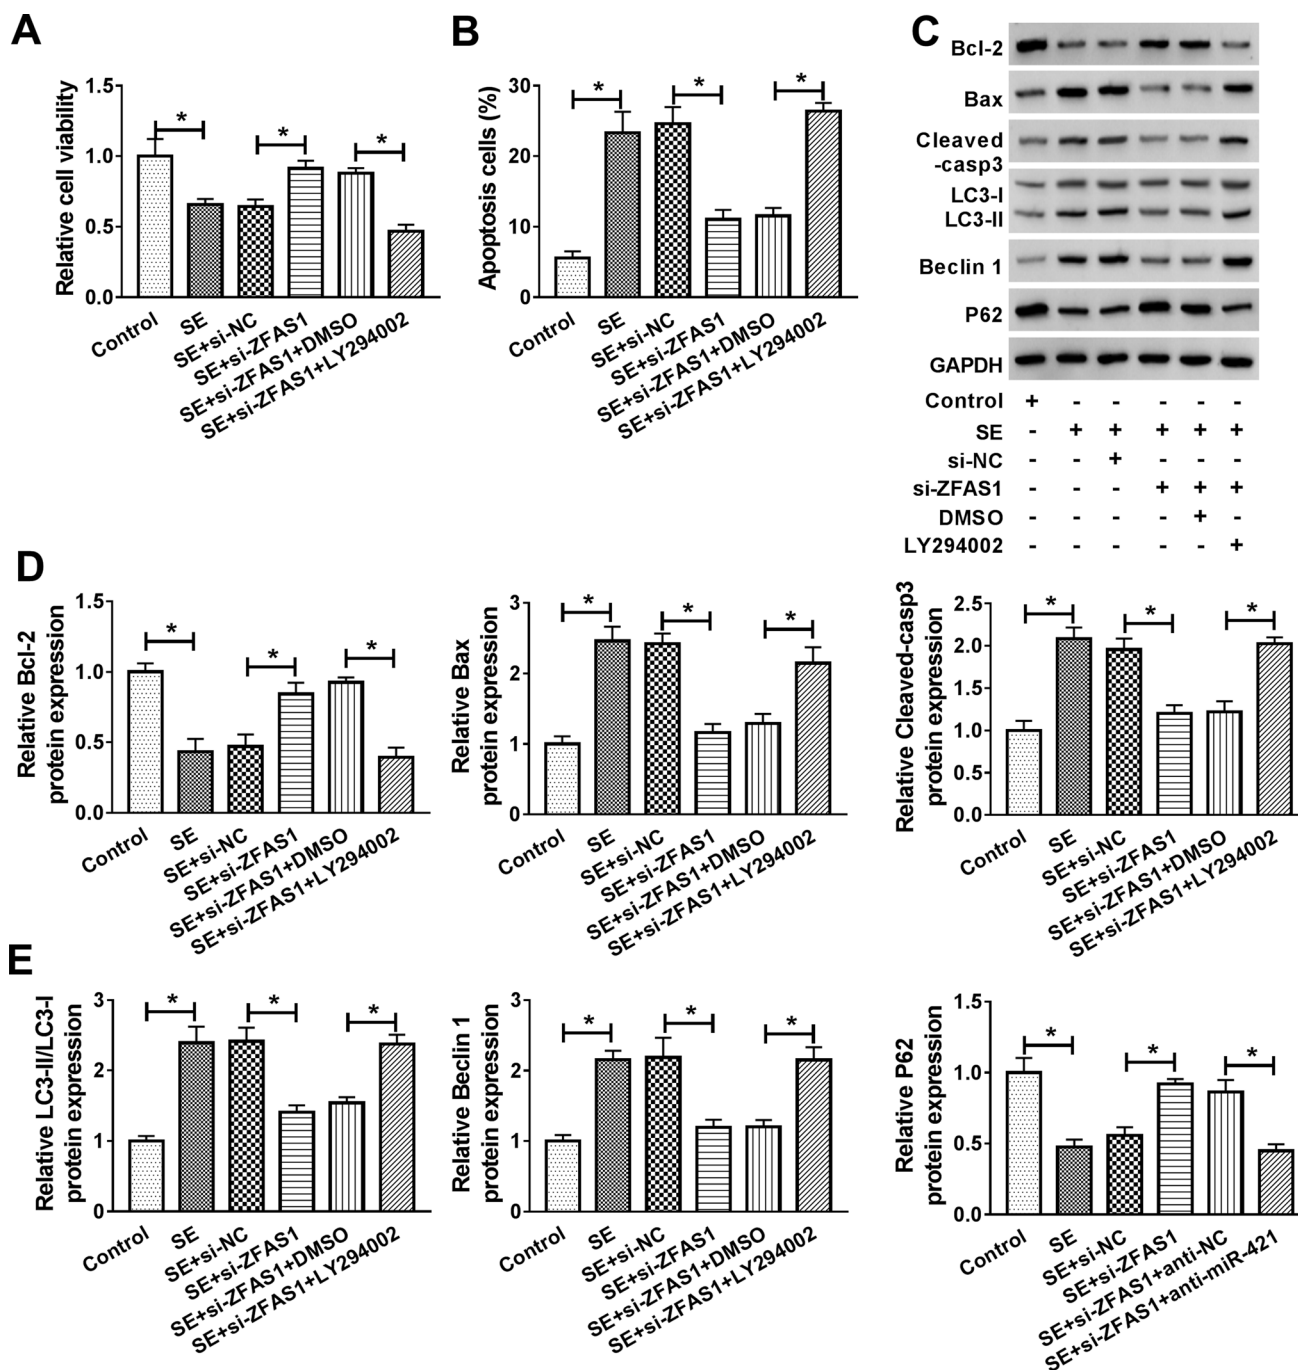 A
Relative cell viability
1.5
1.0
0.5
0.0
*
*
*
Control
SE
SE+si-NC
SE+si-ZFAS1
SE+si-ZFAS1+DMSO
SE+si-ZFAS1+LY294002
B
Apoptosis cells (%)
30
20
10
0
*
*
*
Control
SE
SE+si-NC
SE+si-ZFAS1
SE+si-ZFAS1+DMSO
SE+si-ZFAS1+LY294002
C
Bcl-2
Bax
Cleaved
-casp3
LC3-I
LC3-II
Beclin 1
P62
GAPDH
Control + - - - - -
SE - + + + + +
si-NC - - + - - -
si-ZFAS1 - - - + + +
DMSO - - - - + -
LY294002 - - - - - +
D
Relative Bcl-2
protein expression
1.5
1.0
0.5
0.0
*
*
*
Control
SE
SE+si-NC
SE+si-ZFAS1
SE+si-ZFAS1+DMSO
SE+si-ZFAS1+LY294002
Relative Bax
protein expression
3
2
1
0
*
*
*
Control
SE
SE+si-NC
SE+si-ZFAS1
SE+si-ZFAS1+DMSO
SE+si-ZFAS1+LY294002
Relative Cleaved-casp3
protein expression
2.5
2.0
1.5
1.0
0.5
0.0
*
*
*
Control
SE
SE+si-NC
SE+si-ZFAS1
SE+si-ZFAS1+DMSO
SE+si-ZFAS1+LY294002
E
Relative LC3-II/LC3-I
protein expression
3
2
1
0
*
*
*
Control
SE
SE+si-NC
SE+si-ZFAS1
SE+si-ZFAS1+DMSO
SE+si-ZFAS1+LY294002
Relative Beclin 1
protein expression
3
2
1
0
*
*
*
Control
SE
SE+si-NC
SE+si-ZFAS1
SE+si-ZFAS1+DMSO
SE+si-ZFAS1+LY294002
Relative P62
protein expression
1.5
1.0
0.5
0.0
*
*
*
Control
SE
SE+si-NC
SE+si-ZFAS1
SE+si-ZFAS1+anti-NC
SE+si-ZFAS1+anti-miR-421